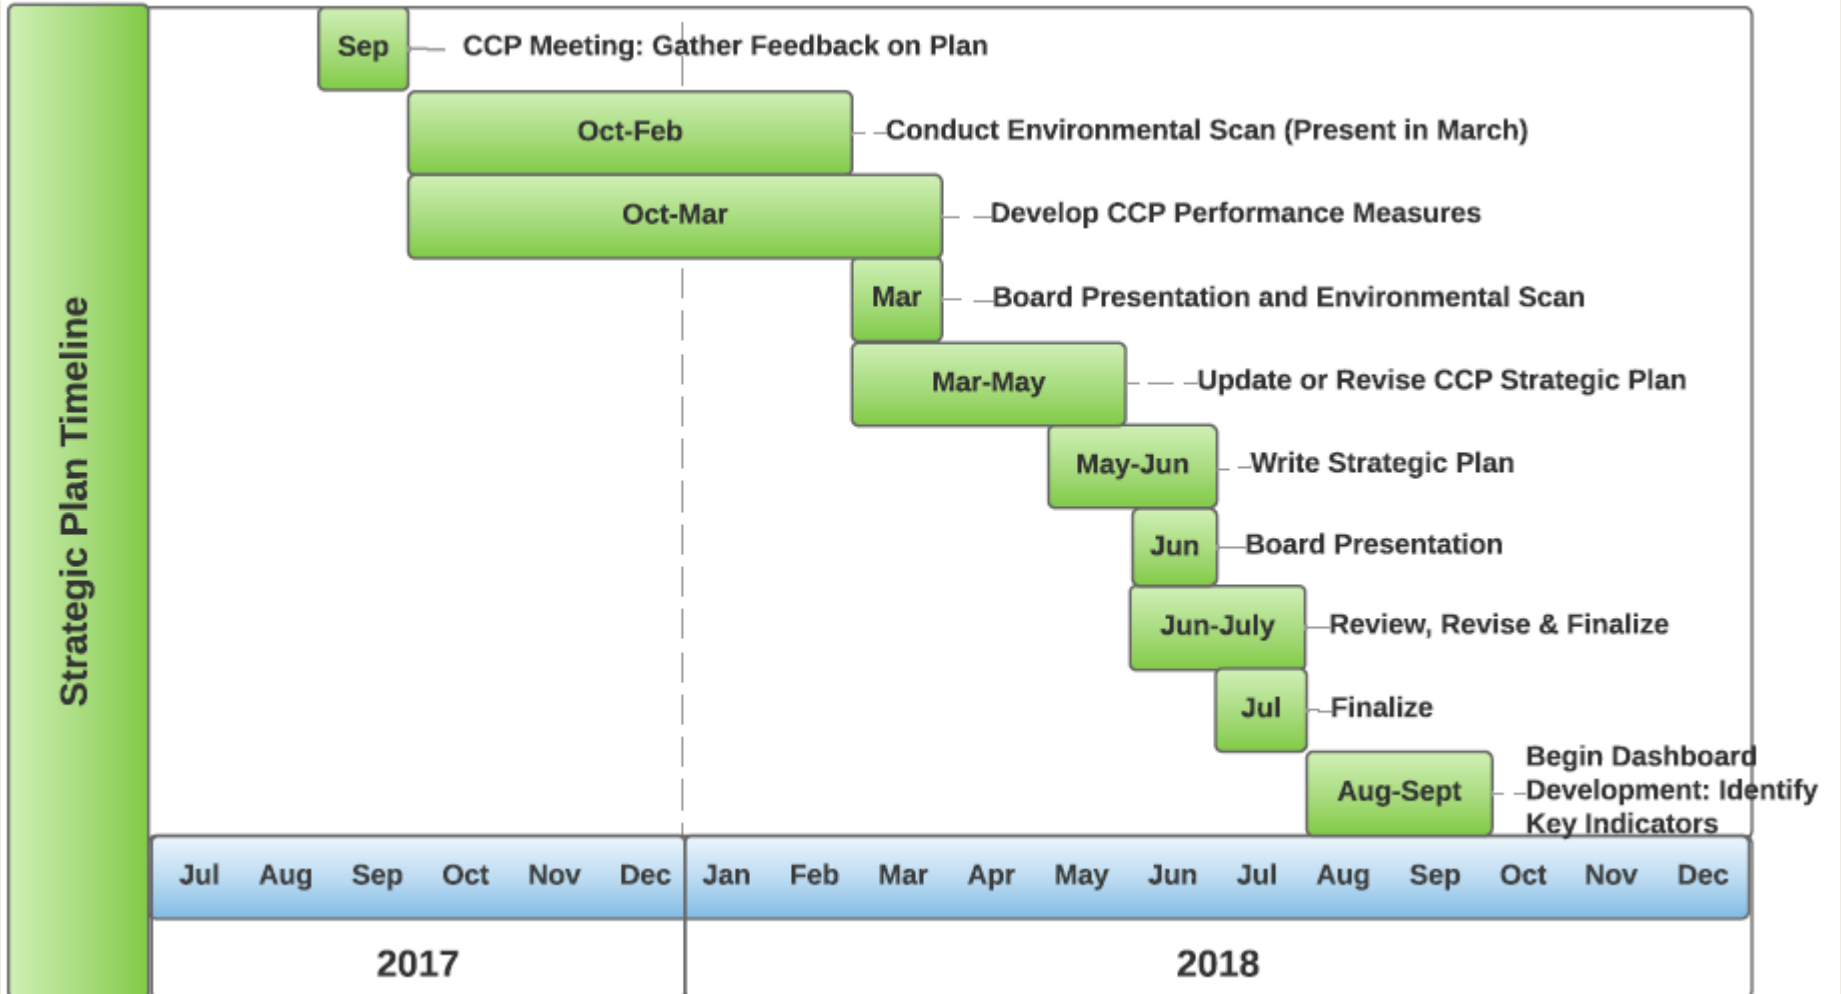 Strategic Plan Timeline
Sep CCP Meeting: Gather Feedback on Plan
Oct-Feb Conduct Environmental Scan (Present in March)
Oct-Mar Develop CCP Performance Measures
Mar Board Presentation and Environmental Scan
Mar-May Update or Revise CCP Strategic Plan
May-Jun Write Strategic Plan
Jun Board Presentation
Jun-July Review, Revise & Finalize
Jul Finalize
Aug-Sept Begin Dashboard
Development: Identify
Key Indicators
Jul Aug Sep Oct Nov Dec Jan Feb Mar Apr May Jun Jul Aug Sep Oct Nov Dec
2017 2018